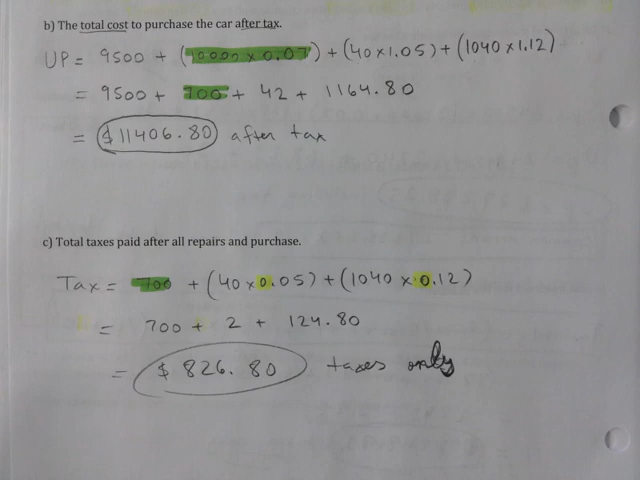 b) The total cost to purchase the car after tax.
UP = 9500 + (10000 x 0.07) + (40 x 1.05) + (1040 x 1.12)
= 9500 + 700 + 42 + 1164.80
= $11406.80 after tax
c) Total taxes paid after all repairs and purchase.
Tax = 700 + (40 x 0.05) + (1040 x 0.12)
= 700 + 2 + 124.80
= $826.80 taxes only